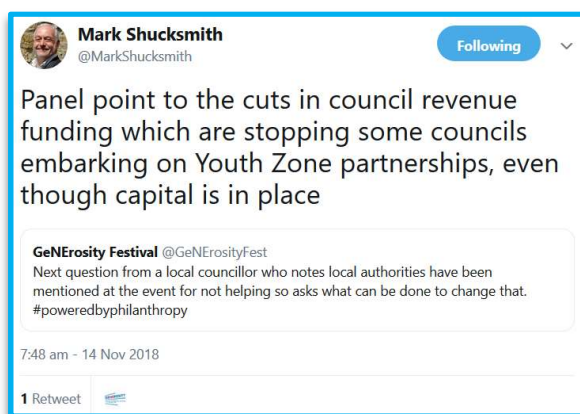 Mark Shucksmith
@MarkShucksmith
Following
Panel point to the cuts in council revenue
funding which are stopping some councils
embarking on Youth Zone partnerships, even
though capital is in place
GeNErosity Festival @GeNErosityFest
Next question from a local councillor who notes local authorities have been
mentioned at the event for not helping so asks what can be done to change that.
#poweredbyphilanthropy
7:48 am - 14 Nov 2018
1 Retweet